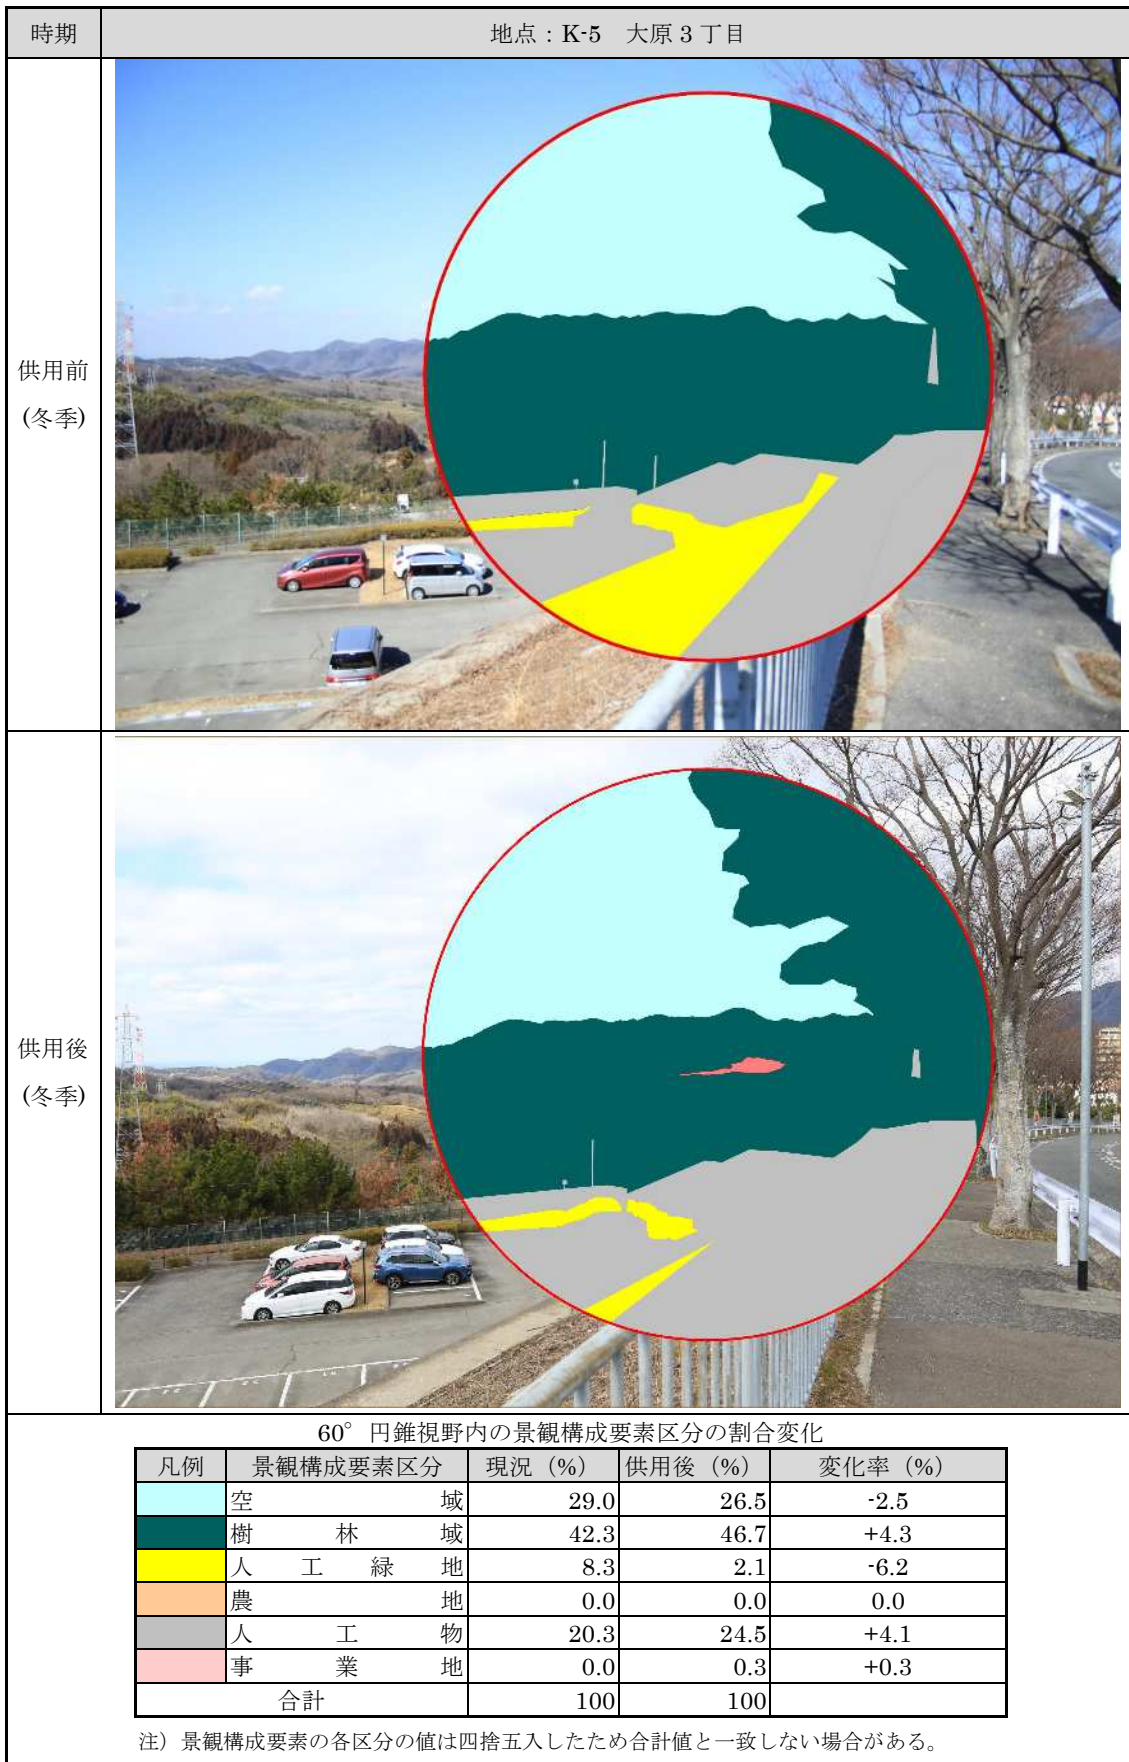 時期 地点：K-5 大原3丁目
供用前
(冬季)
供用後
(冬季)
60°円錐視野内の景観構成要素区分の割合変化
凡例 景観構成要素区分 現況（%） 供用後（%） 変化率（%）
空域 29.0 26.5 -2.5
樹林域 42.3 46.7 +4.3
人工緑地 8.3 2.1 -6.2
農地 0.0 0.0 0.0
人工物 20.3 24.5 +4.1
事業地 0.0 0.3 +0.3
合計 100 100
注）景観構成要素の各区分の値は四捨五入したため合計値と一致しない場合がある。